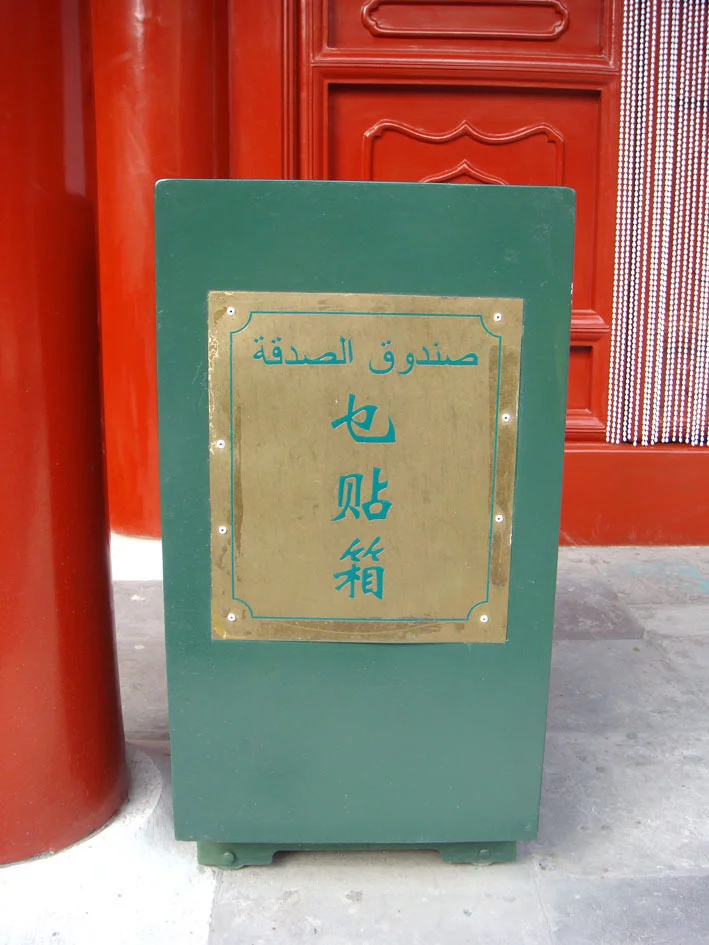 صندوق الصدقة
乜
贴
箱